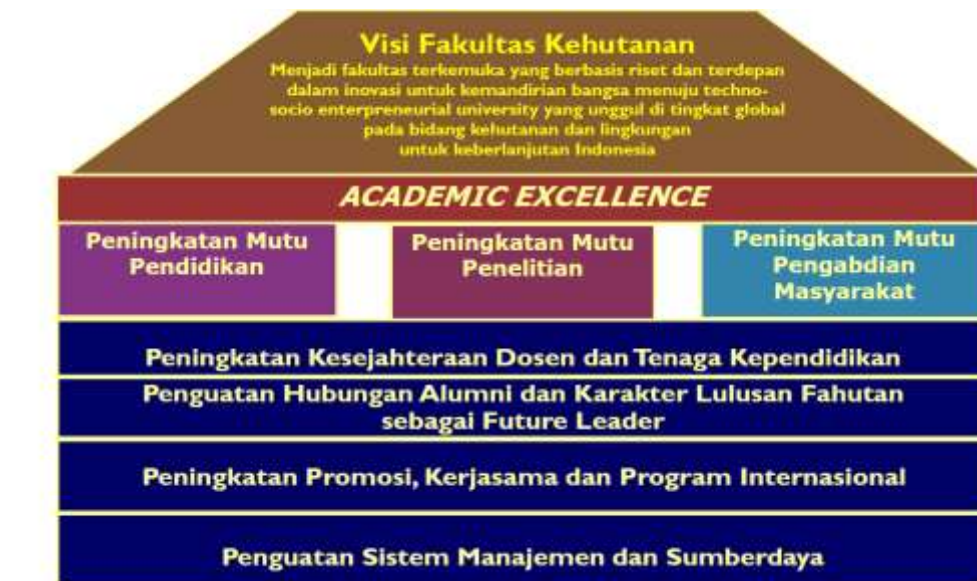 Visi Fakultas Kehutanan
Menjadi fakultas terkemuka yang berbasis riset dan terdepan
dalam inovasi untuk kemandirian bangsa menuju techno-
socio enterpreneurial university yang unggul di tingkat global
pada bidang kehutanan dan lingkungan
untuk keberlanjutan Indonesia
ACADEMIC EXCELLENCE
Peningkatan Mutu
Pendidikan
Peningkatan Mutu
Penelitian
Peningkatan Mutu
Pengabdian
Masyarakat
Peningkatan Kesejahteraan Dosen dan Tenaga Kependidikan
Penguatan Hubungan Alumni dan Karakter Lulusan Fahutan
sebagai Future Leader
Peningkatan Promosi, Kerjasama dan Program Internasional
Penguatan Sistem Manajemen dan Sumberdaya